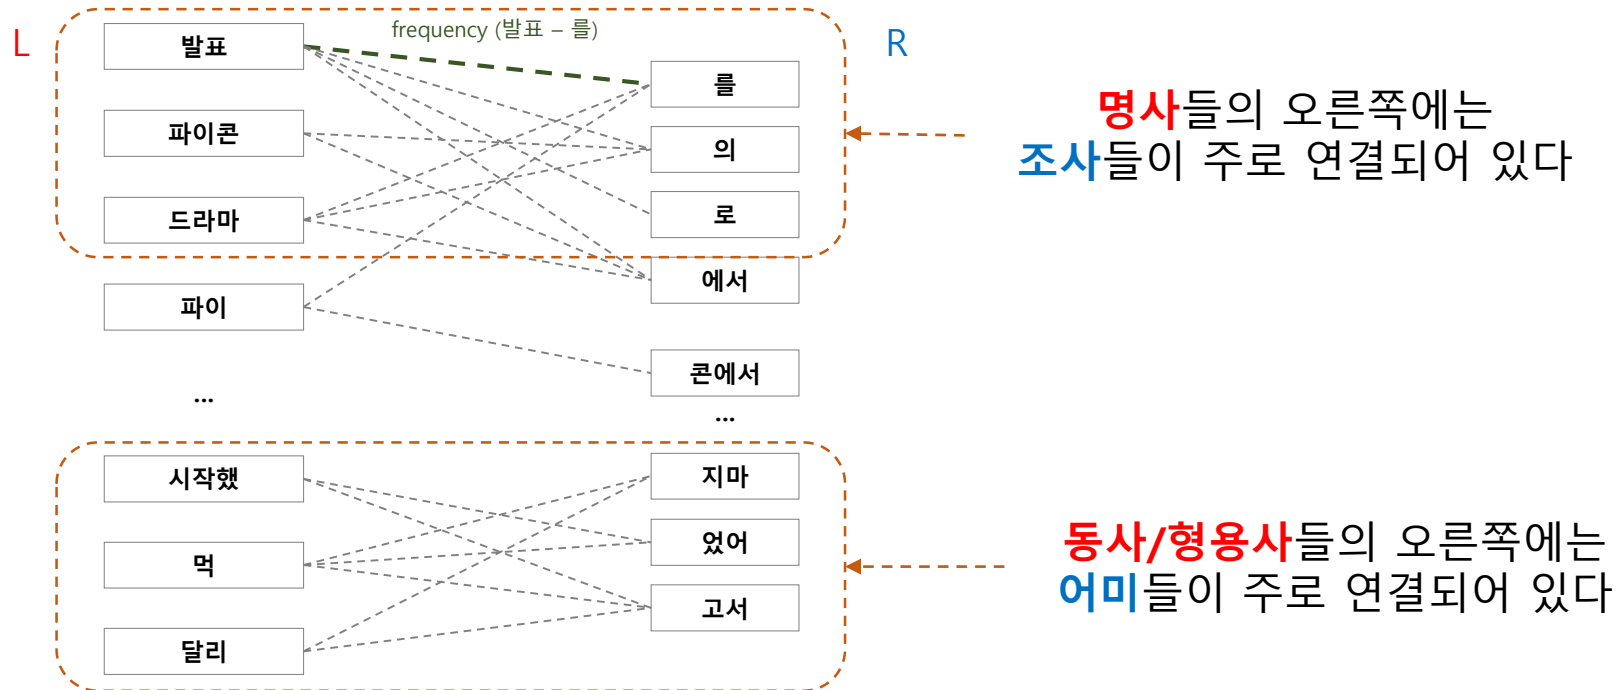 L
발표
파이콘
드라마
파이
...
시작했
먹
달리
frequency (발표 – 를)
R
를
의
로
에서
콘에서
...
지마
었어
고서
명사들의 오른쪽에는
조사들이 주로 연결되어 있다
동사/형용사들의 오른쪽에는
어미들이 주로 연결되어 있다